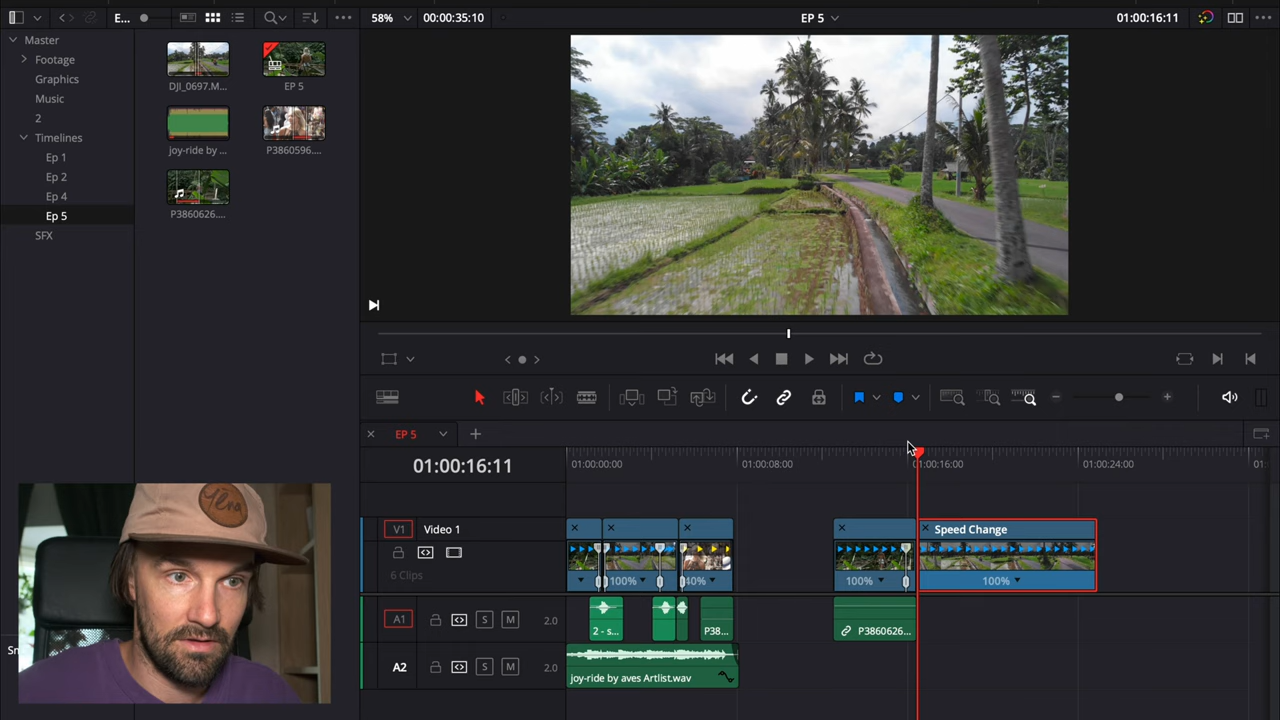 E...
58%
00:00:35:10
EP 5
01:00:16:11
Master
Footage
Graphics
Music
2
Timelines
Ep 1
Ep 2
Ep 4
Ep 5
SFX
DJI_0697.M...
EP 5
joy-ride by ...
P3860596....
P3860626....
EP 5
01:00:16:11
01:00:00:00
01:00:08:00
01:00:16:00
01:00:24:00
V1
Video 1
6 Clips
100%
40%
100%
Speed Change
100%
A1
S
M
2.0
2 - s...
P38...
P3860626...
A2
S
M
2.0
joy-ride by aves Artlist.wav